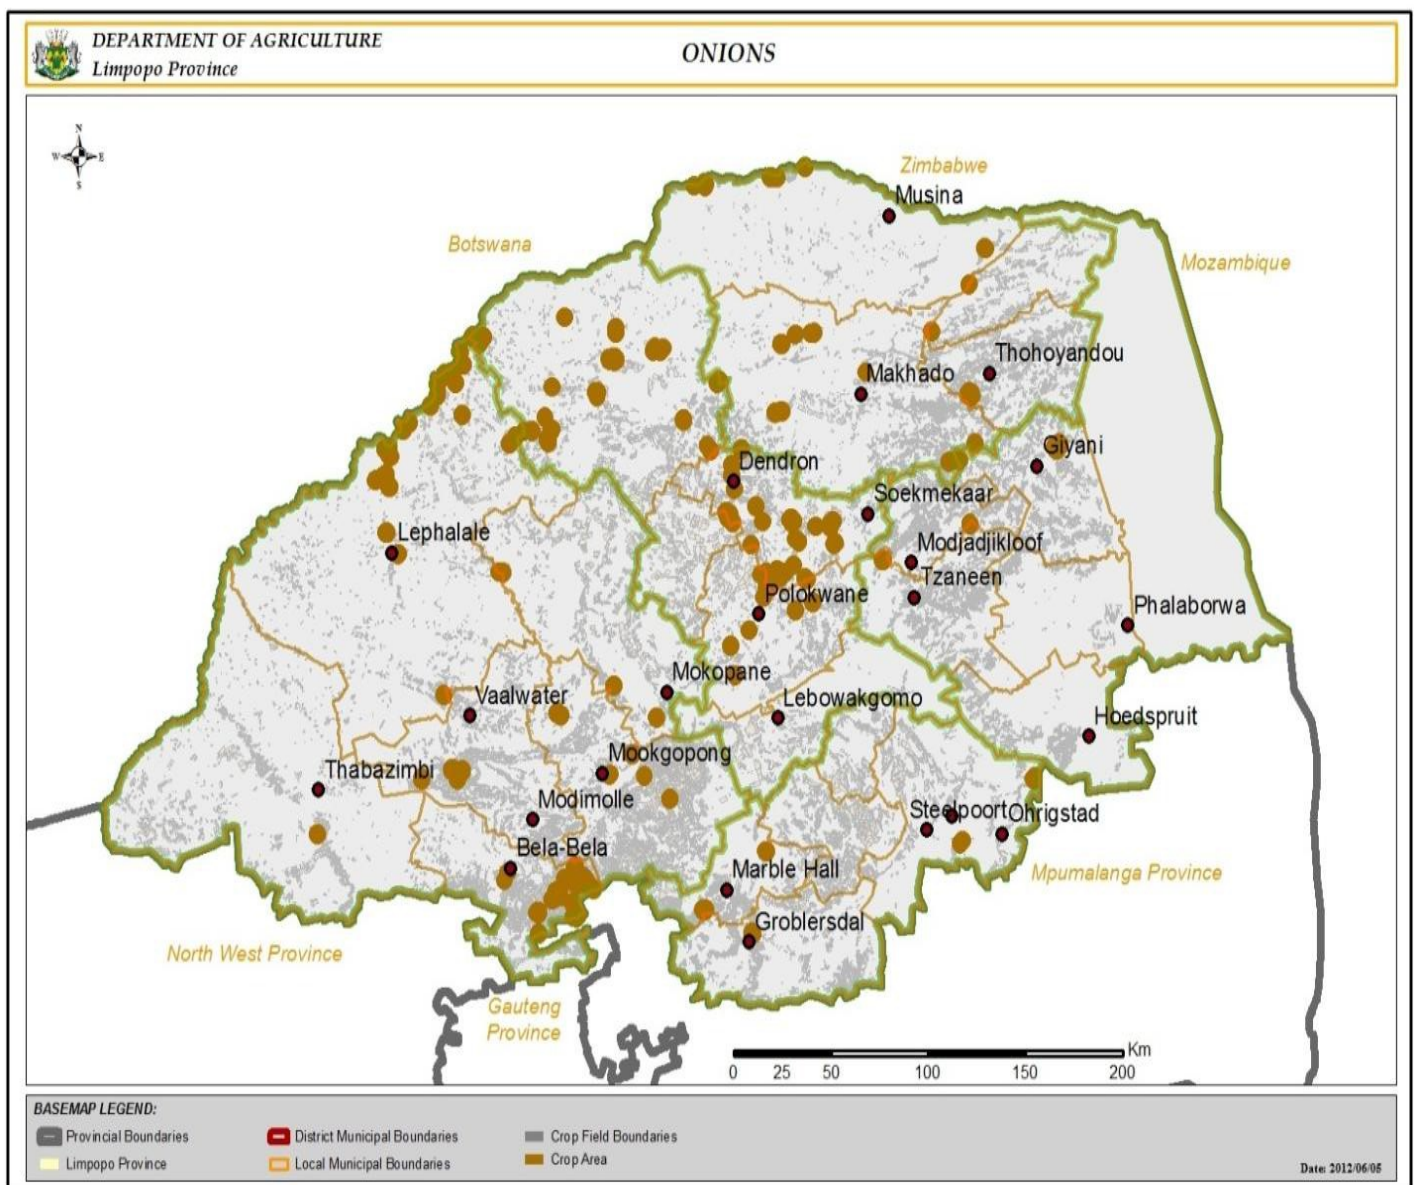 DEPARTMENT OF AGRICULTURE
Limpopo Province
ONIONS
N
W E
S
Zimbabwe
Musina
Botswana
Mozambique
Thohoyandou
Makhado
Giyani
Dendron
Soekmekaar
Lephalale
Modjadjikloof
Tzaneen
Polokwane
Phalaborwa
Mokopane
Vaalwater
Lebowakgomo
Hoedspruit
Mookgopong
Thabazimbi
Modimolle
Steelpoort
Ohrigstad
Bela-Bela
Marble Hall
Mpumalanga Province
Groblersdal
North West Province
Gauteng
Province
Km
0 25 50 100 150 200
BASEMAP LEGEND:
Provincial Boundaries
District Municipal Boundaries
Crop Field Boundaries
Limpopo Province
Local Municipal Boundaries
Crop Area
Date: 2012/06/05